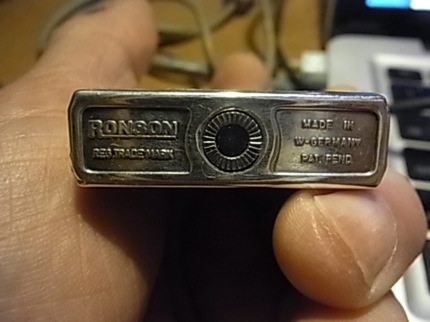 RONSON
REG. TRADE MARK
MADE IN
W-GERMANY
PAT. PEND.